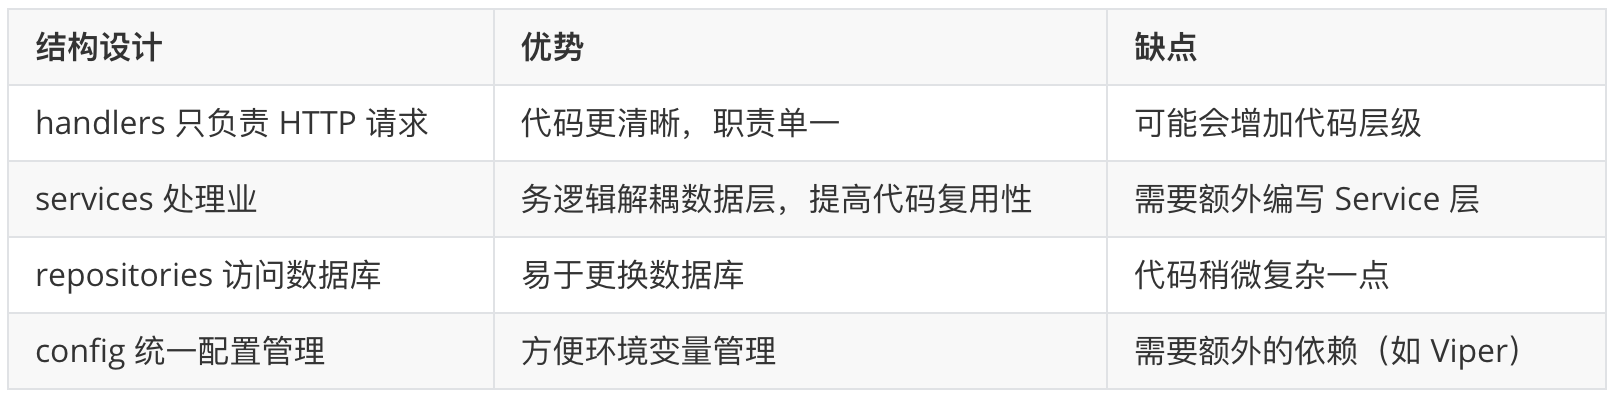 结构设计 优势 缺点
handlers 只负责 HTTP 请求 代码更清晰，职责单一 可能会增加代码层级
services 处理业 务逻辑解耦数据层，提高代码复用性 需要额外编写 Service 层
repositories 访问数据库 易于更换数据库 代码稍微复杂一点
config 统一配置管理 方便环境变量管理 需要额外的依赖（如 Viper）